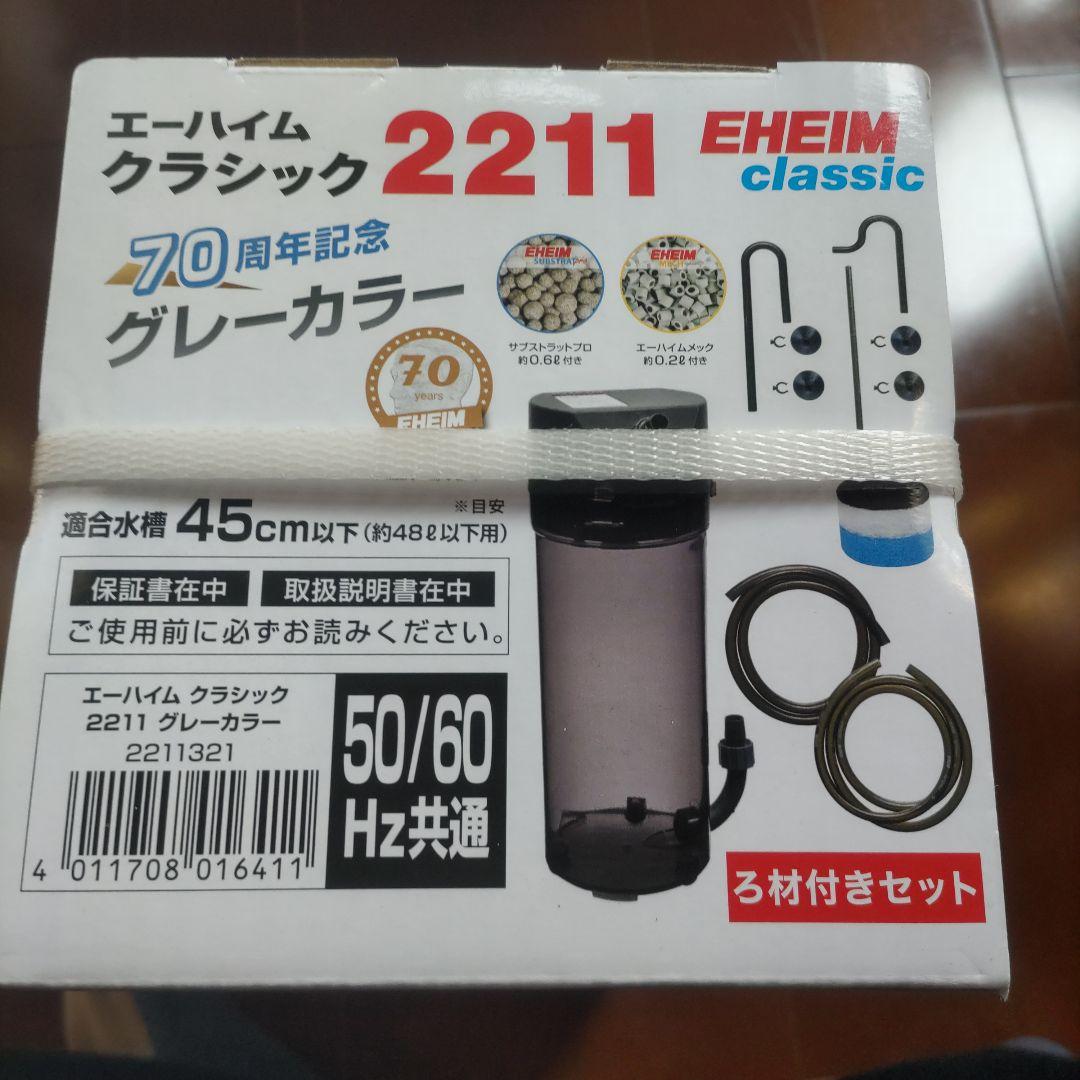 エーハイム
クラシック 2211
EHEIM
classic
70周年記念
グレーカラー
70
years
EHEIM
EHEIM
SUBSTRAT pro
サブストラットプロ
約0.6ℓ付き
EHEIM
MECH
エーハイムメック
約0.2ℓ付き
※目安
適合水槽 45cm以下(約48ℓ以下用)
保証書在中 取扱説明書在中
ご使用前に必ずお読みください。
エーハイム クラシック
2211 グレーカラー
2211321
4 011708 016411
50/60
Hz共通
ろ材付きセット